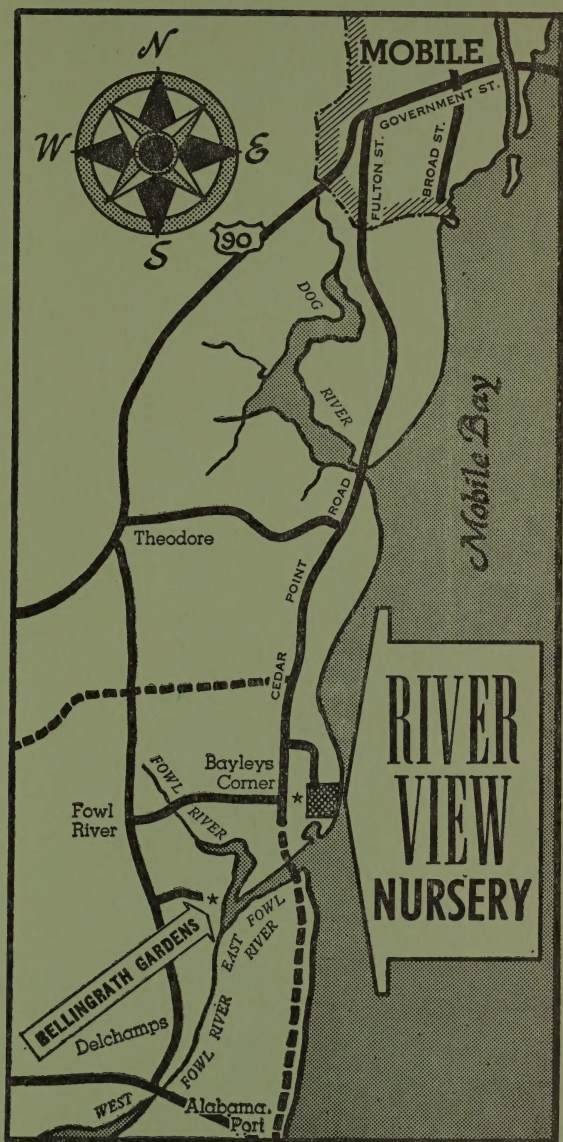 N
MOBILE
W
E
GOVERNMENT ST.
FULTON ST.
BROAD ST.
S
90
DOG
RIVER
Mobile Bay
ROAD
Theodore
POINT
CEDAR
RIVER
VIEW
NURSERY
Bayleys
Corner
FOWL
RIVER
Fowl
River
BELLINGRATH GARDENS
EAST FOWL
RIVER
Delchamps
FOWL RIVER
WEST
Alabama
Port